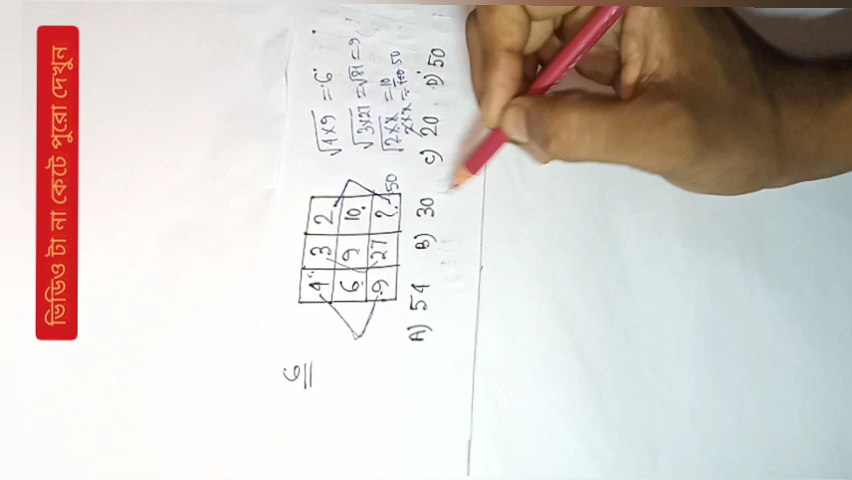 ভিডিও টা না কেটে পুরো দেখুন
6
4 3 2
6 9 10
9 27 ? 50
√4×9 = 6
√3×27 = √81 = 9
√2×x = 10
2×x = 100 50
A) 54 B) 30 C) 20 D) 50